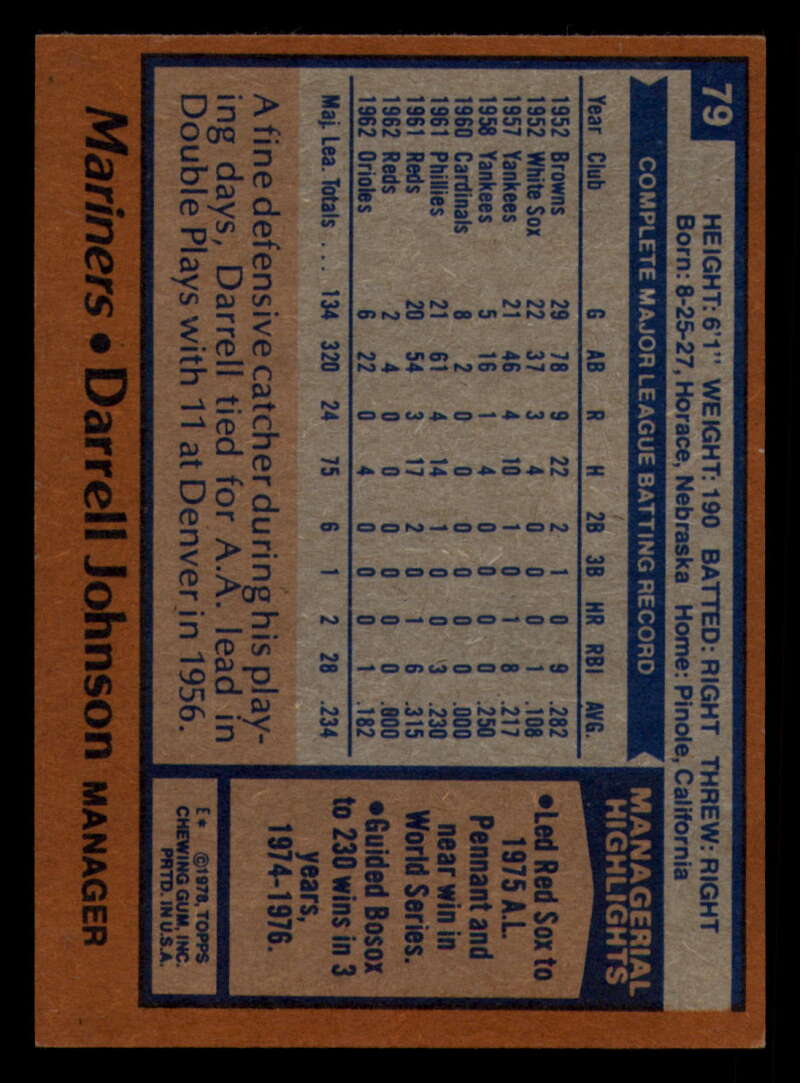 79
HEIGHT: 6'1" WEIGHT: 190 BATTED: RIGHT THREW: RIGHT
Born: 8-25-27, Horace, Nebraska Home: Pinole, California
COMPLETE MAJOR LEAGUE BATTING RECORD
Year Club G AB R H 2B 3B HR RBI AVG.
1952 Browns 29 78 9 22 2 1 0 9 .282
1952 White Sox 22 37 3 4 0 0 0 1 .108
1957 Yankees 21 46 4 10 1 0 1 8 .217
1958 Yankees 5 16 1 4 0 0 0 0 .250
1960 Cardinals 8 2 0 0 0 0 0 0 .000
1961 Phillies 21 61 4 14 1 0 0 3 .230
1961 Reds 20 54 3 17 2 0 1 6 .315
1962 Reds 2 4 0 0 0 0 0 0 .000
1962 Orioles 6 22 0 4 0 0 0 1 .182
Maj. Lea. Totals ... 134 320 24 75 6 1 2 28 .234
A fine defensive catcher during his play-
ing days, Darrell tied for A.A. lead in
Double Plays with 11 at Denver in 1956.
MANAGERIAL
HIGHLIGHTS
•Led Red Sox to
1975 A.L.
Pennant and
near win in
World Series.
•Guided Bosox
to 230 wins in 3
years,
1974-1976.
E* ©1978, TOPPS
CHEWING GUM, INC.
PRTD. IN U.S.A.
Mariners • Darrell Johnson MANAGER